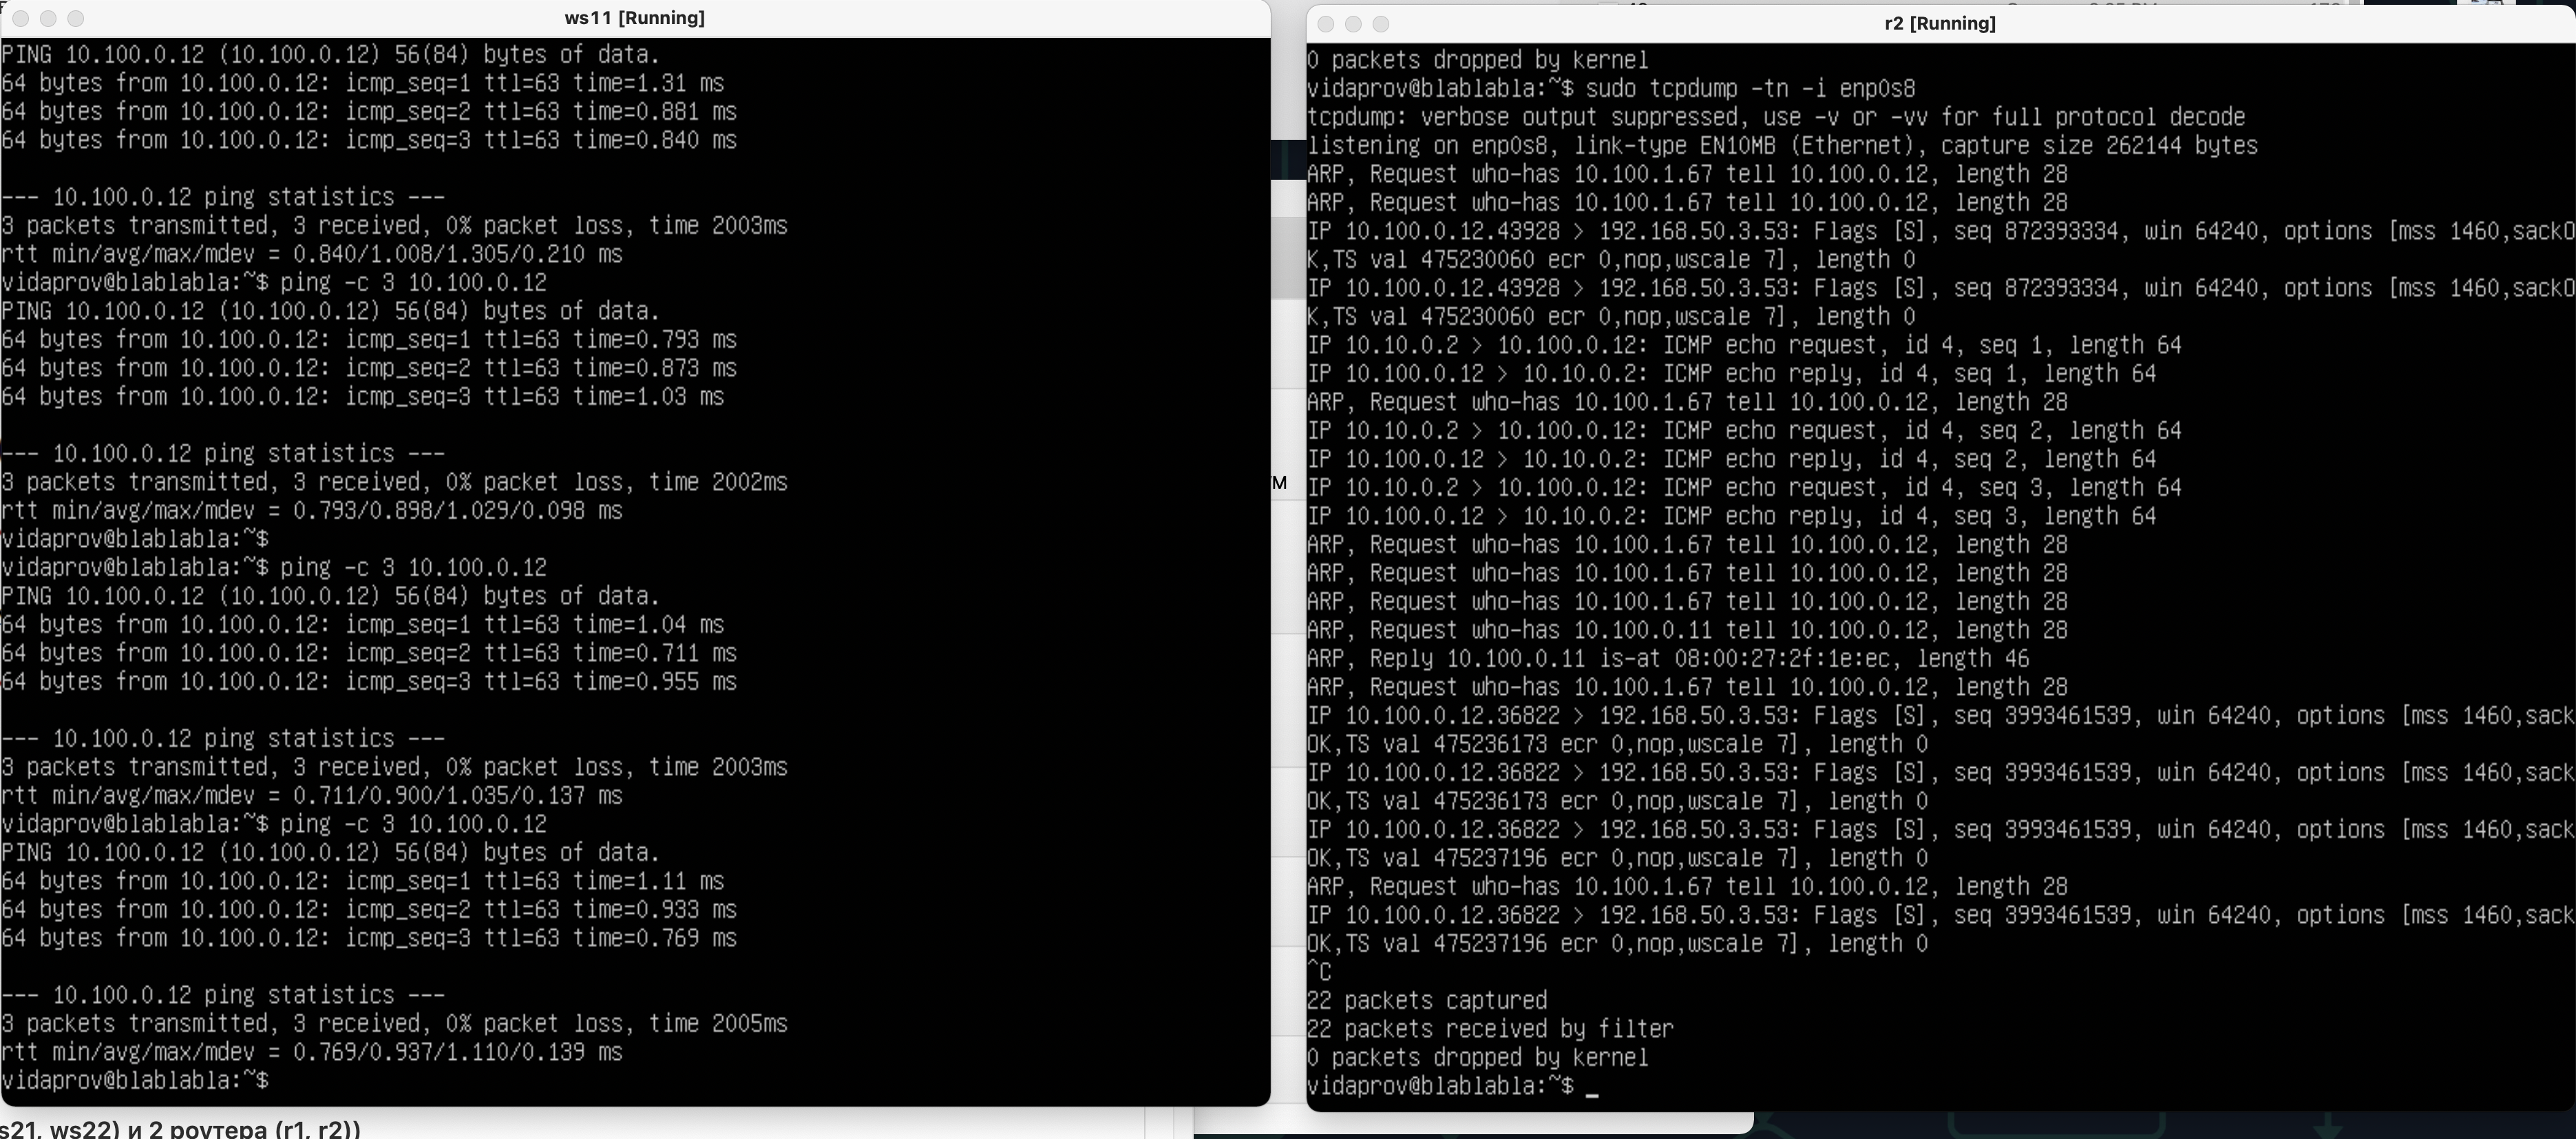 ws11 [Running]
PING 10.100.0.12 (10.100.0.12) 56(84) bytes of data.
64 bytes from 10.100.0.12: icmp_seq=1 ttl=63 time=1.31 ms
64 bytes from 10.100.0.12: icmp_seq=2 ttl=63 time=0.881 ms
64 bytes from 10.100.0.12: icmp_seq=3 ttl=63 time=0.840 ms
--- 10.100.0.12 ping statistics ---
3 packets transmitted, 3 received, 0% packet loss, time 2003ms
rtt min/avg/max/mdev = 0.840/1.008/1.305/0.210 ms
vidaprov@blablabla:~$ ping -c 3 10.100.0.12
PING 10.100.0.12 (10.100.0.12) 56(84) bytes of data.
64 bytes from 10.100.0.12: icmp_seq=1 ttl=63 time=0.793 ms
64 bytes from 10.100.0.12: icmp_seq=2 ttl=63 time=0.873 ms
64 bytes from 10.100.0.12: icmp_seq=3 ttl=63 time=1.03 ms
--- 10.100.0.12 ping statistics ---
3 packets transmitted, 3 received, 0% packet loss, time 2002ms
rtt min/avg/max/mdev = 0.793/0.898/1.029/0.098 ms
vidaprov@blablabla:~$
vidaprov@blablabla:~$ ping -c 3 10.100.0.12
PING 10.100.0.12 (10.100.0.12) 56(84) bytes of data.
64 bytes from 10.100.0.12: icmp_seq=1 ttl=63 time=1.04 ms
64 bytes from 10.100.0.12: icmp_seq=2 ttl=63 time=0.711 ms
64 bytes from 10.100.0.12: icmp_seq=3 ttl=63 time=0.955 ms
--- 10.100.0.12 ping statistics ---
3 packets transmitted, 3 received, 0% packet loss, time 2003ms
rtt min/avg/max/mdev = 0.711/0.900/1.035/0.137 ms
vidaprov@blablabla:~$ ping -c 3 10.100.0.12
PING 10.100.0.12 (10.100.0.12) 56(84) bytes of data.
64 bytes from 10.100.0.12: icmp_seq=1 ttl=63 time=1.11 ms
64 bytes from 10.100.0.12: icmp_seq=2 ttl=63 time=0.933 ms
64 bytes from 10.100.0.12: icmp_seq=3 ttl=63 time=0.769 ms
--- 10.100.0.12 ping statistics ---
3 packets transmitted, 3 received, 0% packet loss, time 2005ms
rtt min/avg/max/mdev = 0.769/0.937/1.110/0.139 ms
vidaprov@blablabla:~$
r2 [Running]
0 packets dropped by kernel
vidaprov@blablabla:~$ sudo tcpdump -tn -i enp0s8
tcpdump: verbose output suppressed, use -v or -vv for full protocol decode
listening on enp0s8, link-type EN10MB (Ethernet), capture size 262144 bytes
ARP, Request who-has 10.100.1.67 tell 10.100.0.12, length 28
ARP, Request who-has 10.100.1.67 tell 10.100.0.12, length 28
IP 10.100.0.12.43928 > 192.168.50.3.53: Flags [S], seq 872393334, win 64240, options [mss 1460,sackO
K,TS val 475230060 ecr 0,nop,wscale 7], length 0
IP 10.100.0.12.43928 > 192.168.50.3.53: Flags [S], seq 872393334, win 64240, options [mss 1460,sackO
K,TS val 475230060 ecr 0,nop,wscale 7], length 0
IP 10.10.0.2 > 10.100.0.12: ICMP echo request, id 4, seq 1, length 64
IP 10.100.0.12 > 10.10.0.2: ICMP echo reply, id 4, seq 1, length 64
ARP, Request who-has 10.100.1.67 tell 10.100.0.12, length 28
IP 10.10.0.2 > 10.100.0.12: ICMP echo request, id 4, seq 2, length 64
IP 10.100.0.12 > 10.10.0.2: ICMP echo reply, id 4, seq 2, length 64
IP 10.10.0.2 > 10.100.0.12: ICMP echo request, id 4, seq 3, length 64
IP 10.100.0.12 > 10.10.0.2: ICMP echo reply, id 4, seq 3, length 64
ARP, Request who-has 10.100.1.67 tell 10.100.0.12, length 28
ARP, Request who-has 10.100.1.67 tell 10.100.0.12, length 28
ARP, Request who-has 10.100.1.67 tell 10.100.0.12, length 28
ARP, Request who-has 10.100.0.11 tell 10.100.0.12, length 28
ARP, Reply 10.100.0.11 is-at 08:00:27:2f:1e:ec, length 46
ARP, Request who-has 10.100.1.67 tell 10.100.0.12, length 28
IP 10.100.0.12.36822 > 192.168.50.3.53: Flags [S], seq 3993461539, win 64240, options [mss 1460,sack
OK,TS val 475236173 ecr 0,nop,wscale 7], length 0
IP 10.100.0.12.36822 > 192.168.50.3.53: Flags [S], seq 3993461539, win 64240, options [mss 1460,sack
OK,TS val 475236173 ecr 0,nop,wscale 7], length 0
IP 10.100.0.12.36822 > 192.168.50.3.53: Flags [S], seq 3993461539, win 64240, options [mss 1460,sack
OK,TS val 475237196 ecr 0,nop,wscale 7], length 0
ARP, Request who-has 10.100.1.67 tell 10.100.0.12, length 28
IP 10.100.0.12.36822 > 192.168.50.3.53: Flags [S], seq 3993461539, win 64240, options [mss 1460,sack
OK,TS val 475237196 ecr 0,nop,wscale 7], length 0
^C
22 packets captured
22 packets received by filter
0 packets dropped by kernel
vidaprov@blablabla:~$ _
s21, ws22) и 2 роутера (r1, r2))